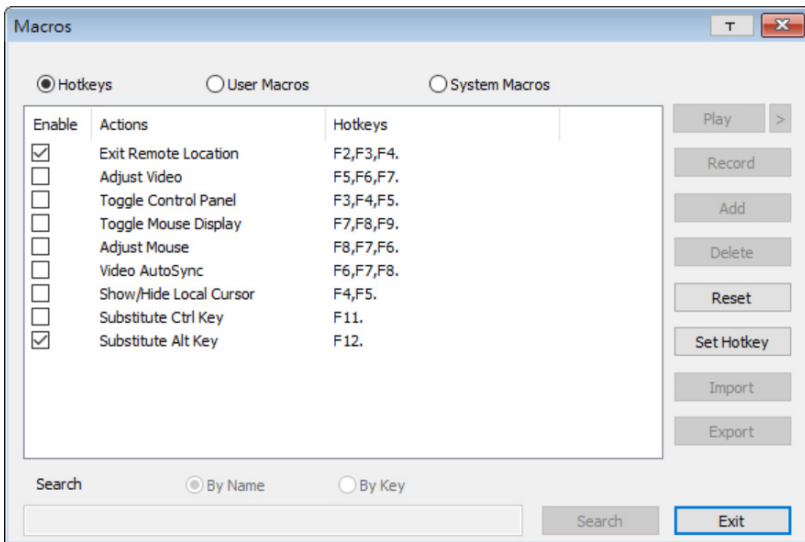 Macros
T
Hotkeys User Macros System Macros
Enable Actions Hotkeys
Play >
Exit Remote Location F2,F3,F4.
Record
Adjust Video F5,F6,F7.
Toggle Control Panel F3,F4,F5.
Add
Toggle Mouse Display F7,F8,F9.
Adjust Mouse F8,F7,F6.
Delete
Video AutoSync F6,F7,F8.
Show/Hide Local Cursor F4,F5.
Reset
Substitute Ctrl Key F11.
Substitute Alt Key F12.
Set Hotkey
Import
Export
Search By Name By Key
Search Exit